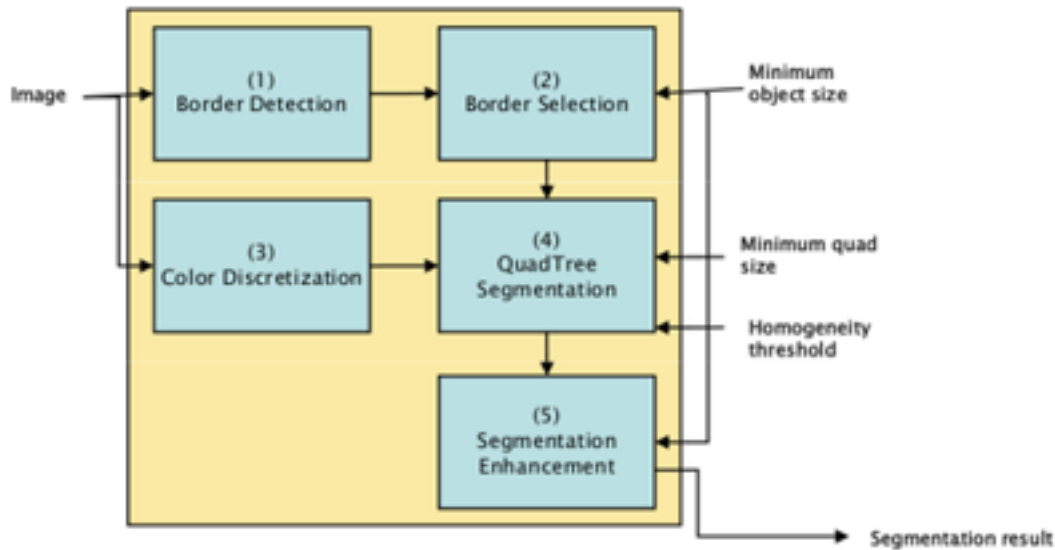 Image
(1)
Border Detection
(2)
Border Selection
Minimum
object size
(3)
Color Discretization
(4)
QuadTree
Segmentation
Minimum quad
size
Homogeneity
threshold
(5)
Segmentation
Enhancement
Segmentation result